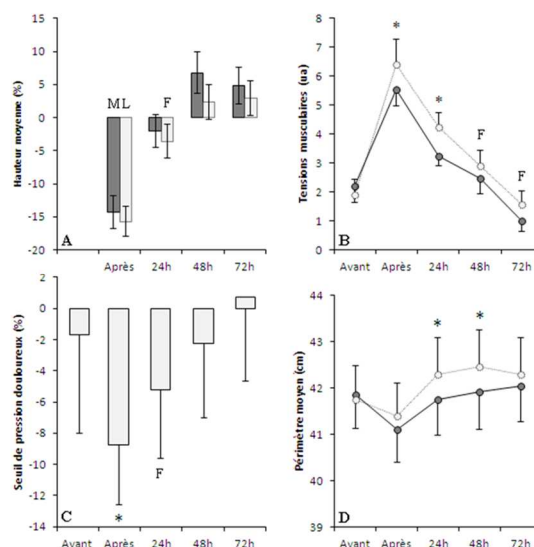 15
10
5
0
-5
-10
-15
-20
Hauteur moyenne (%)
M L
F
A
Après 24h 48h 72h
8
7
6
5
4
3
2
1
0
Tensions musculaires (ua)
*
*
F
F
B
Avant Après 24h 48h 72h
2
0
-2
-4
-6
-8
-10
-12
-14
Seuil de pression douloureux (%)
F
*
C
Avant Après 24h 48h 72h
44
43
42
41
40
39
Périmètre moyen (cm)
*
*
D
Avant Après 24h 48h 72h